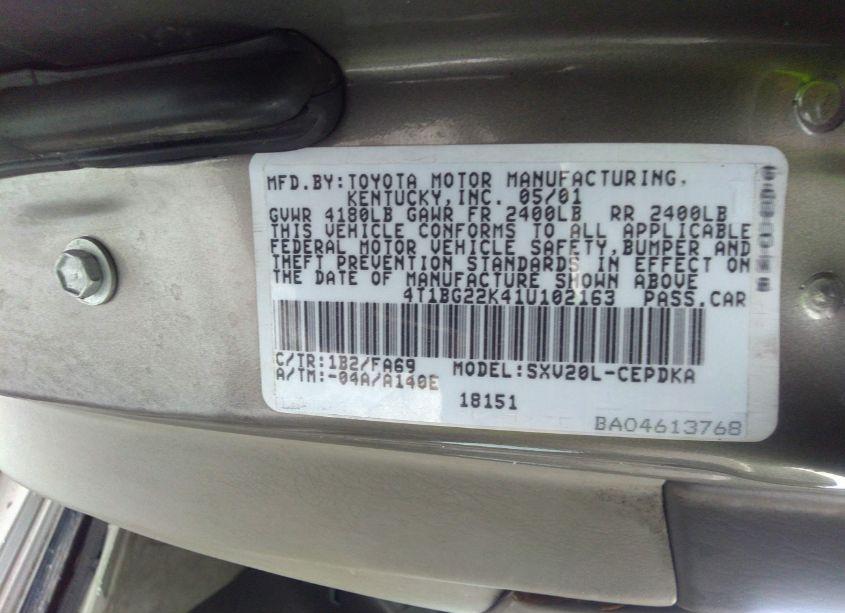 MFD.BY:TOYOTA MOTOR MANUFACTURING,
KENTUCKY,INC. 05/01
GVWR 4180LB GAWR FR 2400LB RR 2400LB
THIS VEHICLE CONFORMS TO ALL APPLICABLE
FEDERAL MOTOR VEHICLE SAFETY,BUMPER AND
THEFT PREVENTION STANDARDS IN EFFECT ON
THE DATE OF MANUFACTURE SHOWN ABOVE
4T1BG22K41U102163 PASS.CAR
C/TR:1B2/FA69 MODEL:SXV20L-CEPDKA
A/TM:-04A/A140E
18151
BA04613768